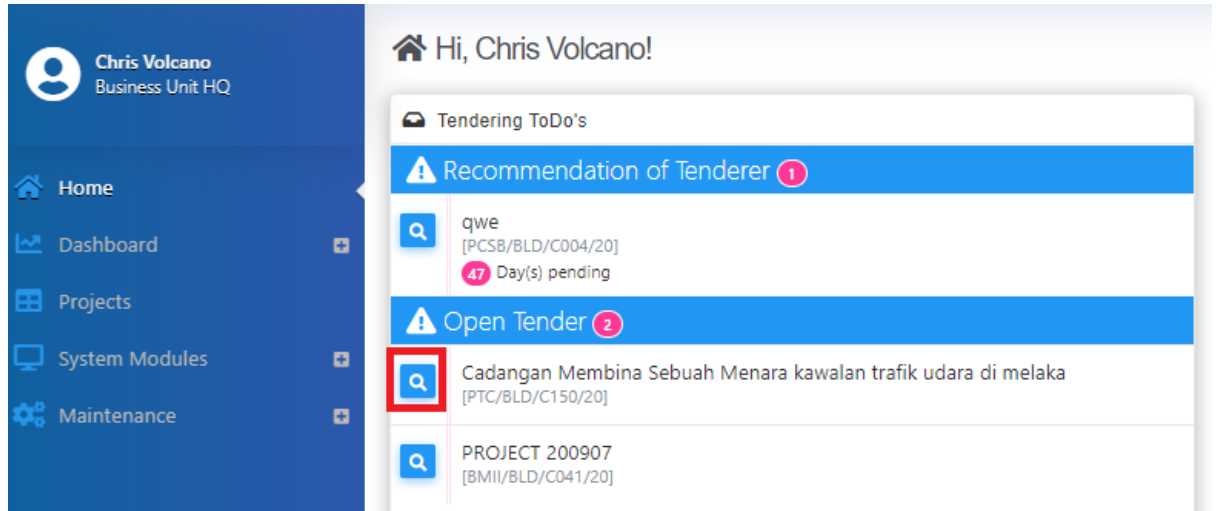 Chris Volcano
Business Unit HQ
Home
Dashboard
Projects
System Modules
Maintenance
Hi, Chris Volcano!
Tendering ToDo's
Recommendation of Tenderer 1
qwe
[PCSB/BLD/C004/20]
47 Day(s) pending
Open Tender 2
Cadangan Membina Sebuah Menara kawalan trafik udara di melaka
[PTC/BLD/C150/20]
PROJECT 200907
[BMII/BLD/C041/20]